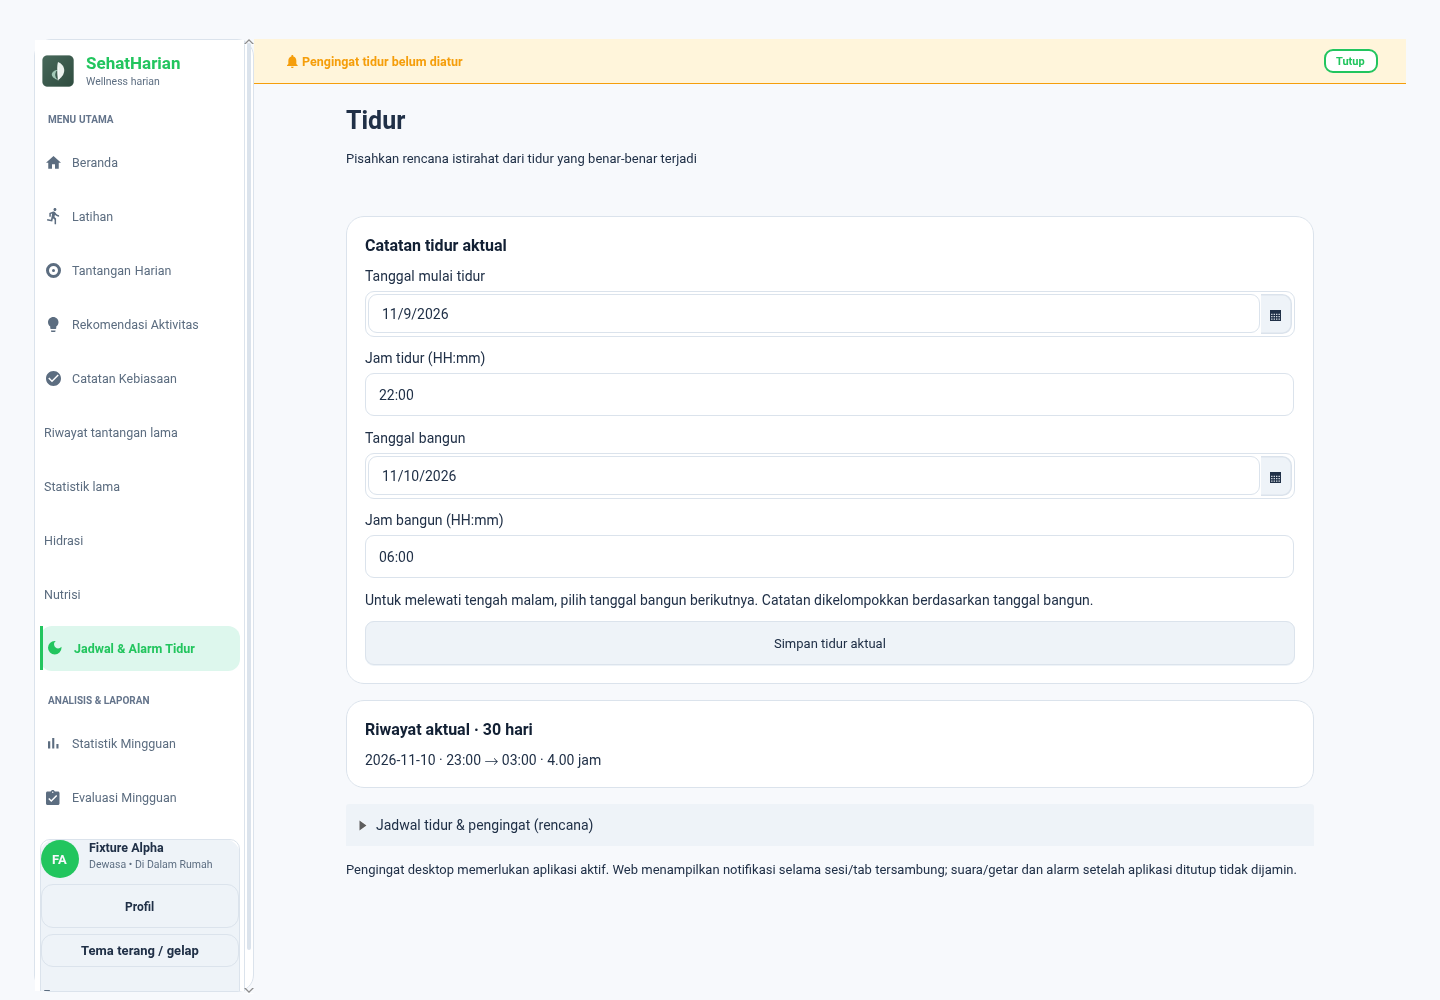 SehatHarian
Wellness harian
MENU UTAMA
Beranda
Latihan
Tantangan Harian
Rekomendasi Aktivitas
Catatan Kebiasaan
Riwayat tantangan lama
Statistik lama
Hidrasi
Nutrisi
Jadwal & Alarm Tidur
ANALISIS & LAPORAN
Statistik Mingguan
Evaluasi Mingguan
FA
Fixture Alpha
Dewasa • Di Dalam Rumah
Profil
Tema terang / gelap
Pengingat tidur belum diatur
Tutup
Tidur
Pisahkan rencana istirahat dari tidur yang benar-benar terjadi
Catatan tidur aktual
Tanggal mulai tidur
11/9/2026
Jam tidur (HH:mm)
22:00
Tanggal bangun
11/10/2026
Jam bangun (HH:mm)
06:00
Untuk melewati tengah malam, pilih tanggal bangun berikutnya. Catatan dikelompokkan berdasarkan tanggal bangun.
Simpan tidur aktual
Riwayat aktual · 30 hari
2026-11-10 · 23:00 → 03:00 · 4.00 jam
Jadwal tidur & pengingat (rencana)
Pengingat desktop memerlukan aplikasi aktif. Web menampilkan notifikasi selama sesi/tab tersambung; suara/getar dan alarm setelah aplikasi ditutup tidak dijamin.